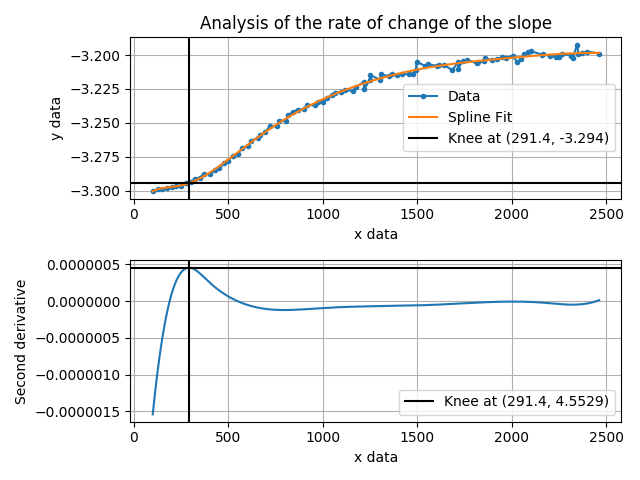 Analysis of the rate of change of the slope
−3.200
−3.225
−3.250
−3.275
−3.300
y data
Data
Spline Fit
Knee at (291.4, -3.294)
0 500 1000 1500 2000 2500
x data
0.0000005
0.0000000
−0.0000005
−0.0000010
−0.0000015
Second derivative
Knee at (291.4, 4.5529)
0 500 1000 1500 2000 2500
x data